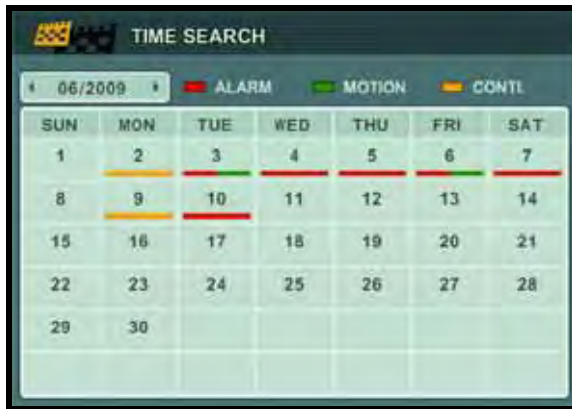 TIME SEARCH
06/2009 ALARM MOTION CONTI.
SUN MON TUE WED THU FRI SAT
1 2 3 4 5 6 7
8 9 10 11 12 13 14
15 16 17 18 19 20 21
22 23 24 25 26 27 28
29 30